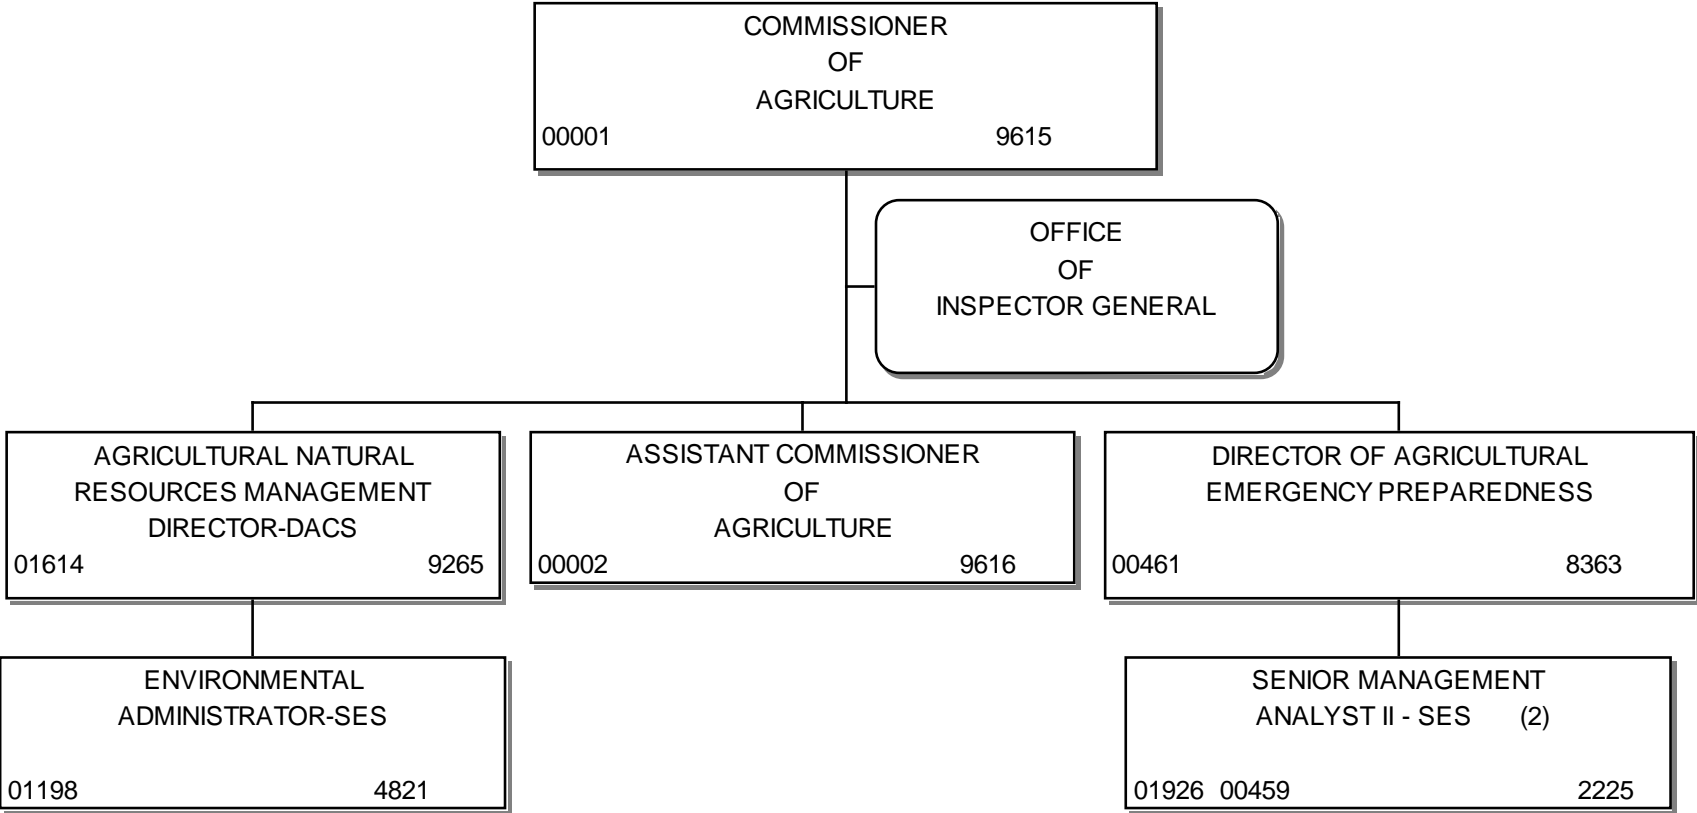 COMMISSIONER
OF
AGRICULTURE
00001 9615
OFFICE
OF
INSPECTOR GENERAL
AGRICULTURAL NATURAL
RESOURCES MANAGEMENT
DIRECTOR-DACS
01614 9265
ASSISTANT COMMISSIONER
OF
AGRICULTURE
00002 9616
DIRECTOR OF AGRICULTURAL
EMERGENCY PREPAREDNESS
00461 8363
ENVIRONMENTAL
ADMINISTRATOR-SES
01198 4821
SENIOR MANAGEMENT
ANALYST II - SES (2)
01926 00459 2225